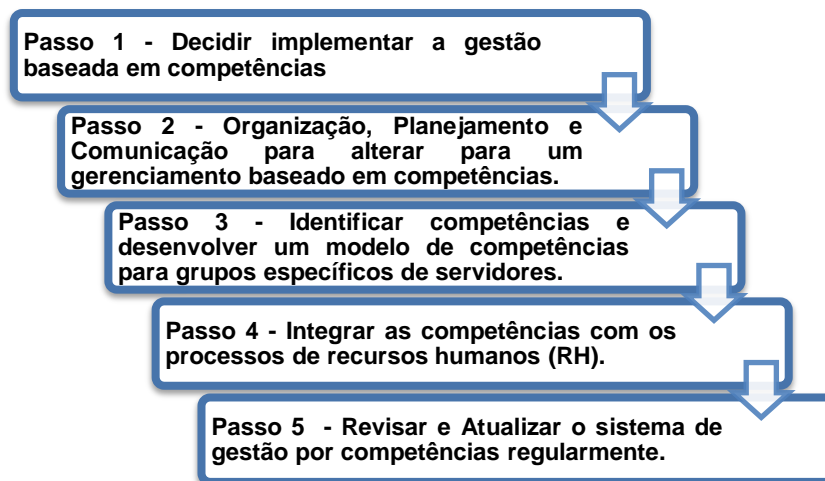 Passo 1 - Decidir implementar a gestão
baseada em competências
Passo 2 - Organização, Planejamento e
Comunicação para alterar para um
gerenciamento baseado em competências.
Passo 3 - Identificar competências e
desenvolver um modelo de competências
para grupos específicos de servidores.
Passo 4 - Integrar as competências com os
processos de recursos humanos (RH).
Passo 5 - Revisar e Atualizar o sistema de
gestão por competências regularmente.